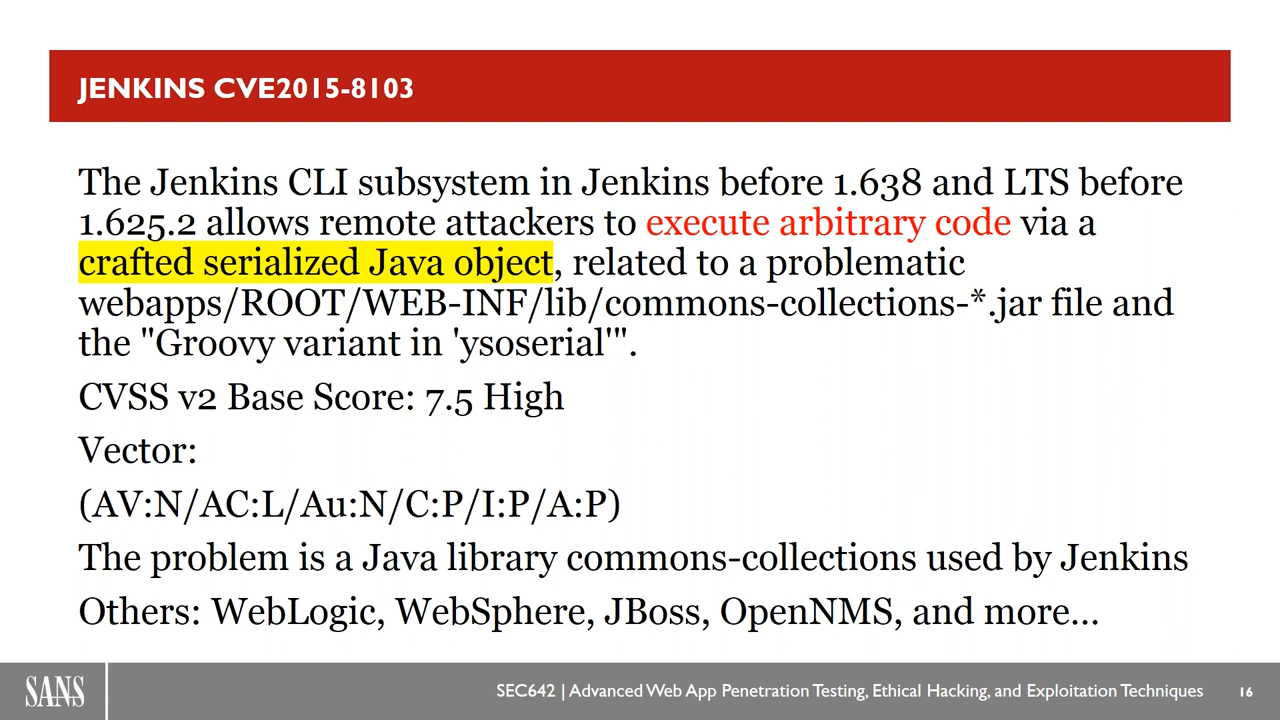 JENKINS CVE2015-8103
The Jenkins CLI subsystem in Jenkins before 1.638 and LTS before
1.625.2 allows remote attackers to execute arbitrary code via a
crafted serialized Java object, related to a problematic
webapps/ROOT/WEB-INF/lib/commons-collections-*.jar file and
the "Groovy variant in 'ysoserial'".
CVSS v2 Base Score: 7.5 High
Vector:
(AV:N/AC:L/Au:N/C:P/I:P/A:P)
The problem is a Java library commons-collections used by Jenkins
Others: WebLogic, WebSphere, JBoss, OpenNMS, and more...
SANS
SEC642 | Advanced Web App Penetration Testing, Ethical Hacking, and Exploitation Techniques
16